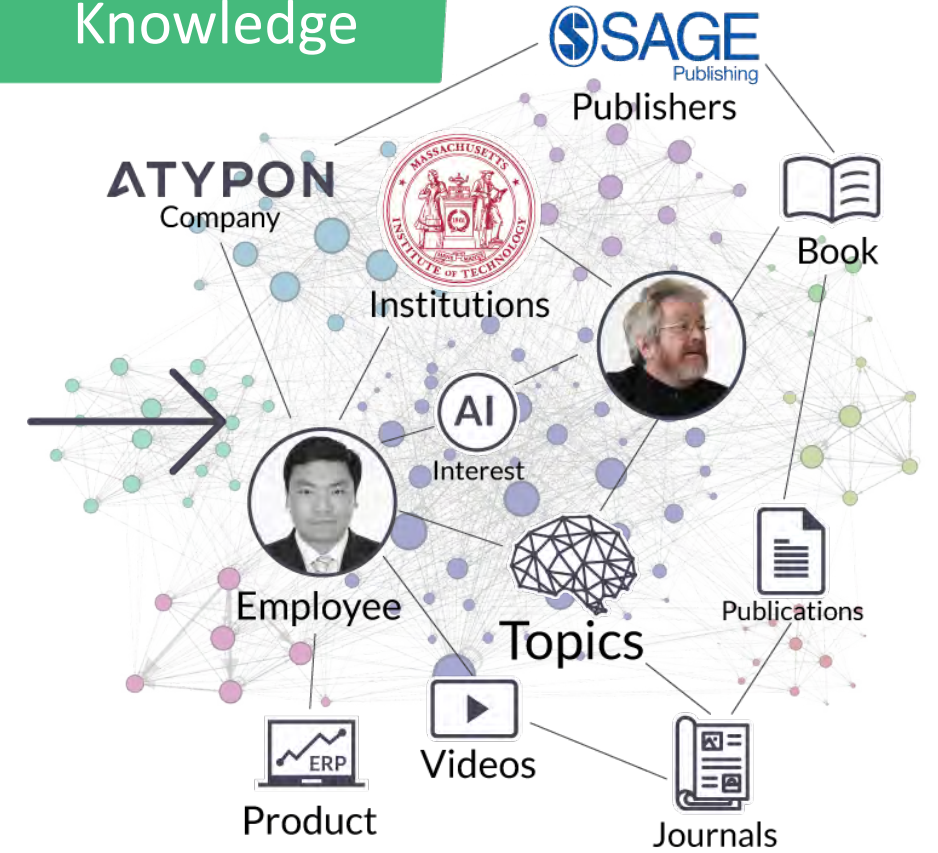 Knowledge
SAGE
Publishing
Publishers
ATYPON
Company
MASSACHUSETTS
INSTITUTE OF TECHNOLOGY
Institutions
Book
AI
Interest
Employee
Topics
Publications
ERP
Product
Videos
Journals